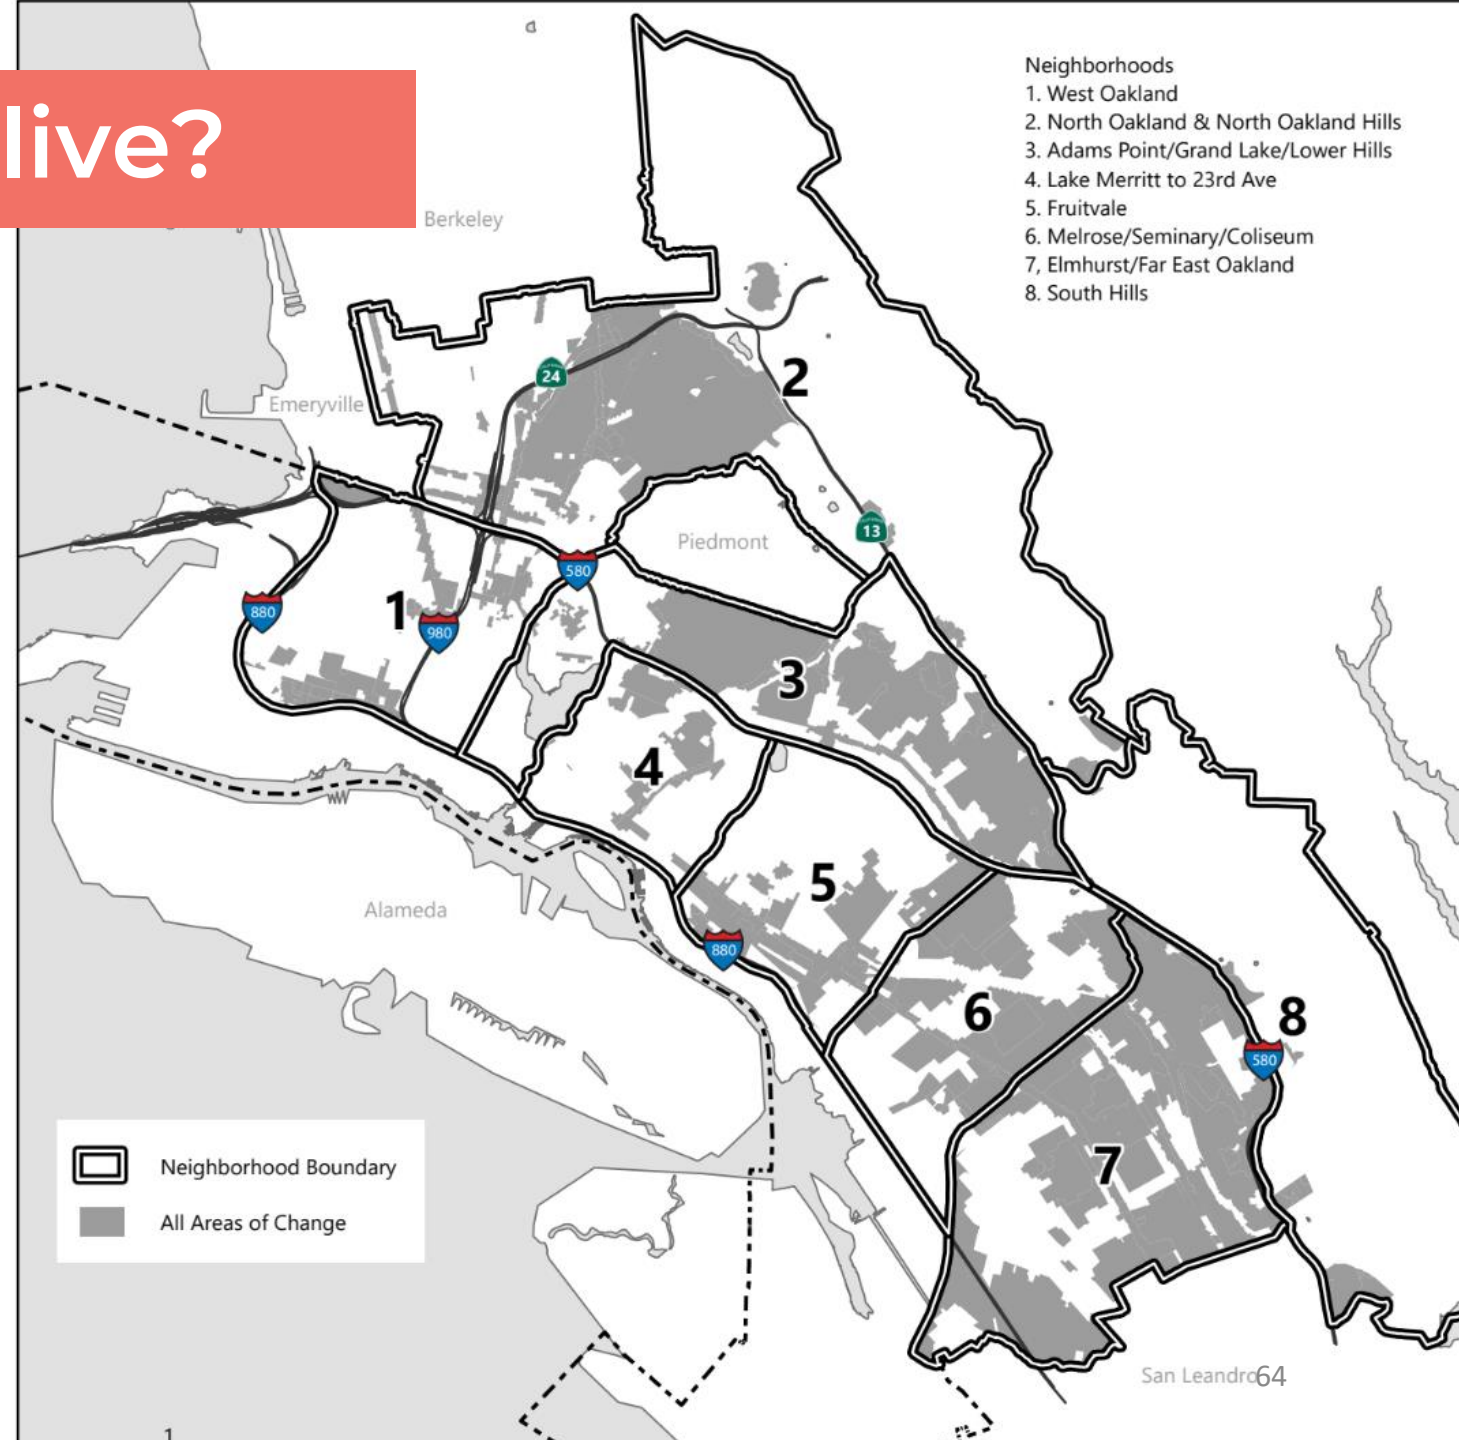 live?
Neighborhoods
1. West Oakland
2. North Oakland & North Oakland Hills
3. Adams Point/Grand Lake/Lower Hills
4. Lake Merritt to 23rd Ave
5. Fruitvale
6. Melrose/Seminary/Coliseum
7, Elmhurst/Far East Oakland
8. South Hills
Berkeley
24
2
Emeryville
13
Piedmont
580
880
1
980
3
4
5
Alameda
880
6
8
580
7
Neighborhood Boundary
All Areas of Change
San Leandro
64
1